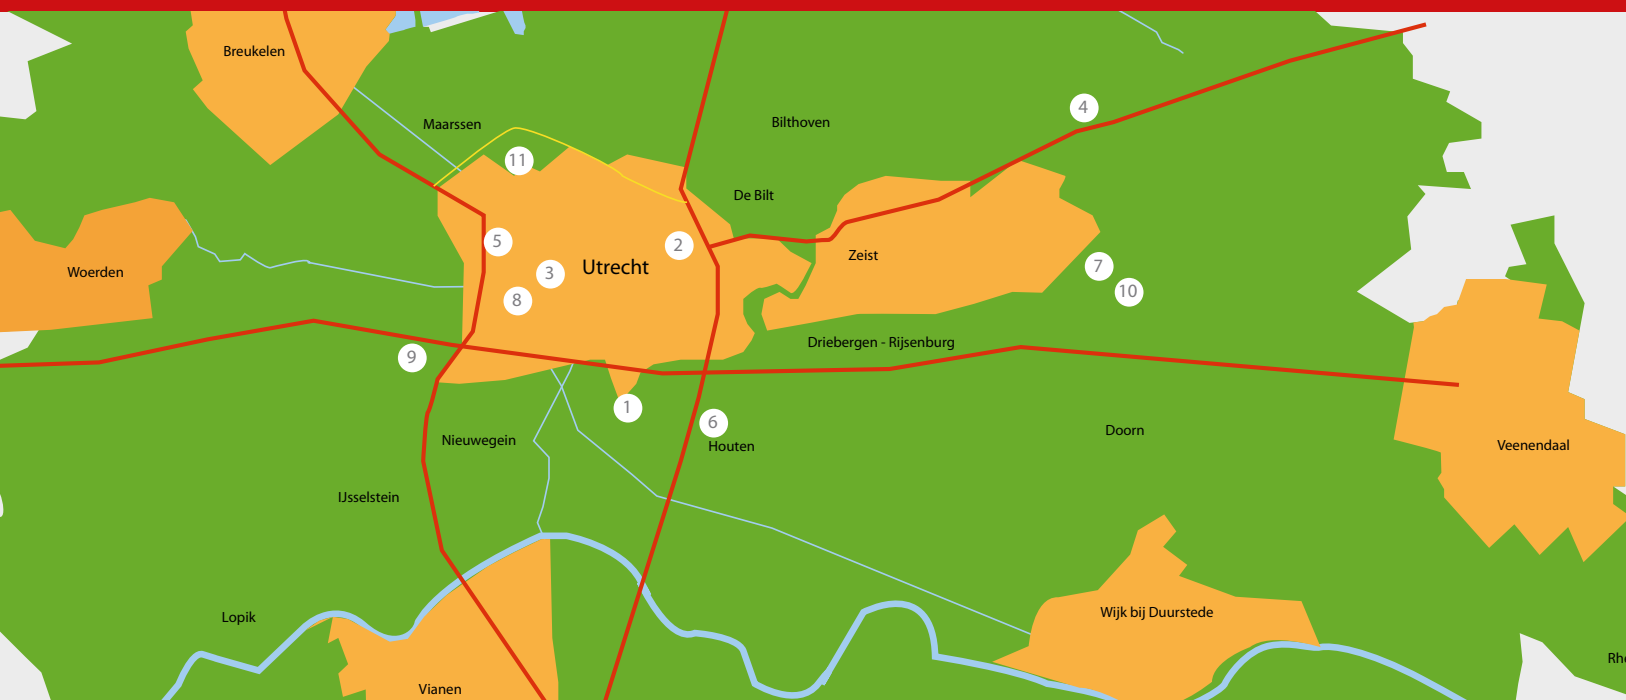 Breukelen
4
Maarssen
Bilthoven
11
De Bilt
5
2
Zeist
Utrecht
7
Woerden
3
10
8
Driebergen - Rijsenburg
9
1
6
Doorn
Nieuwegein
Houten
Veenendaal
IJsselstein
Wijk bij Duurstede
Lopik
Rhe
Vianen